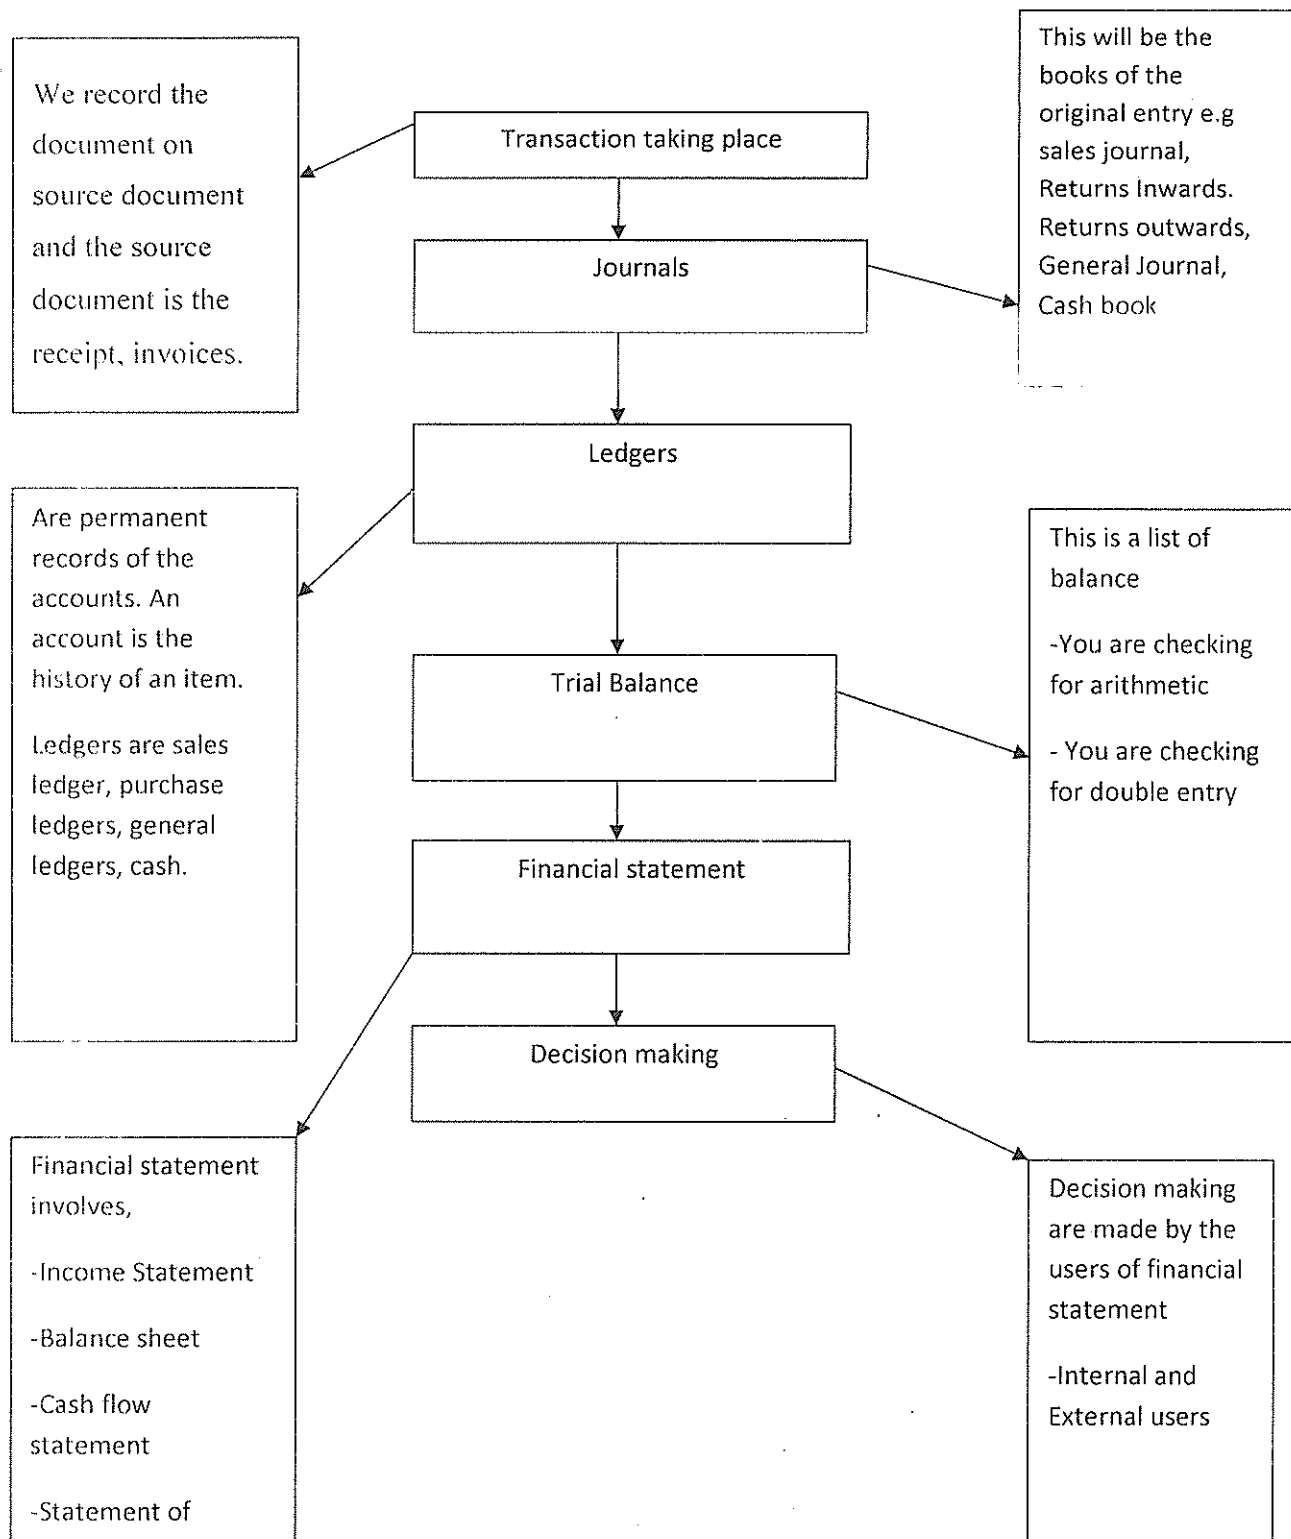 We record the
document on
source document
and the source
document is the
receipt, invoices.
Transaction taking place
This will be the
books of the
original entry e.g
sales journal,
Returns Inwards.
Returns outwards,
General Journal,
Cash book
Journals
Ledgers
Are permanent
records of the
accounts. An
account is the
history of an item.
Ledgers are sales
ledger, purchase
ledgers, general
ledgers, cash.
This is a list of
balance
-You are checking
for arithmetic
- You are checking
for double entry
Trial Balance
Financial statement
Decision making
Financial statement
involves,
-Income Statement
-Balance sheet
-Cash flow
statement
-Statement of
Decision making
are made by the
users of financial
statement
-Internal and
External users